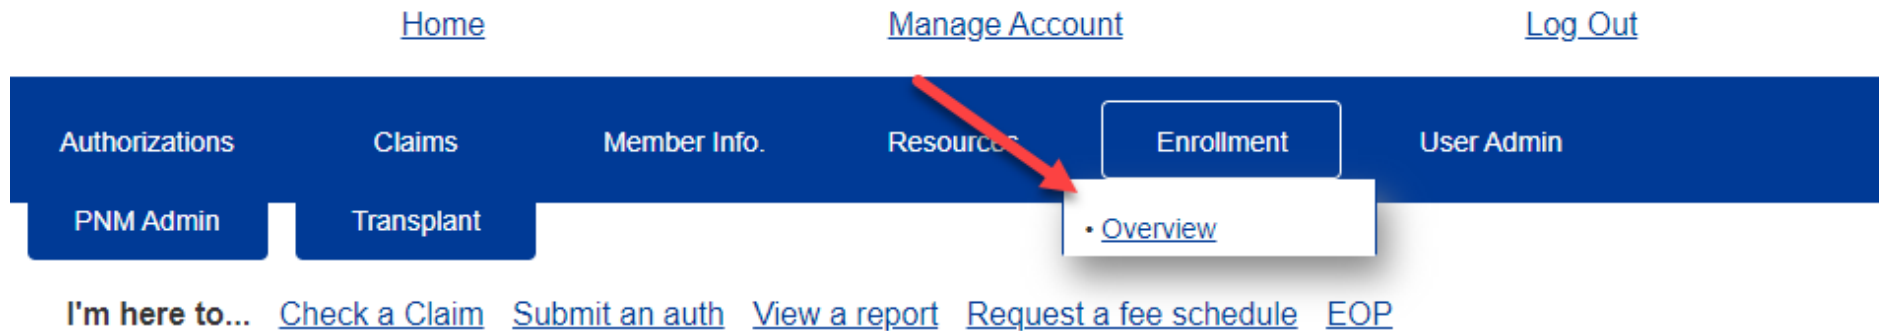 Home Manage Account Log Out
Authorizations Claims Member Info. Resources Enrollment User Admin
PNM Admin Transplant • Overview
I'm here to... Check a Claim Submit an auth View a report Request a fee schedule EOP